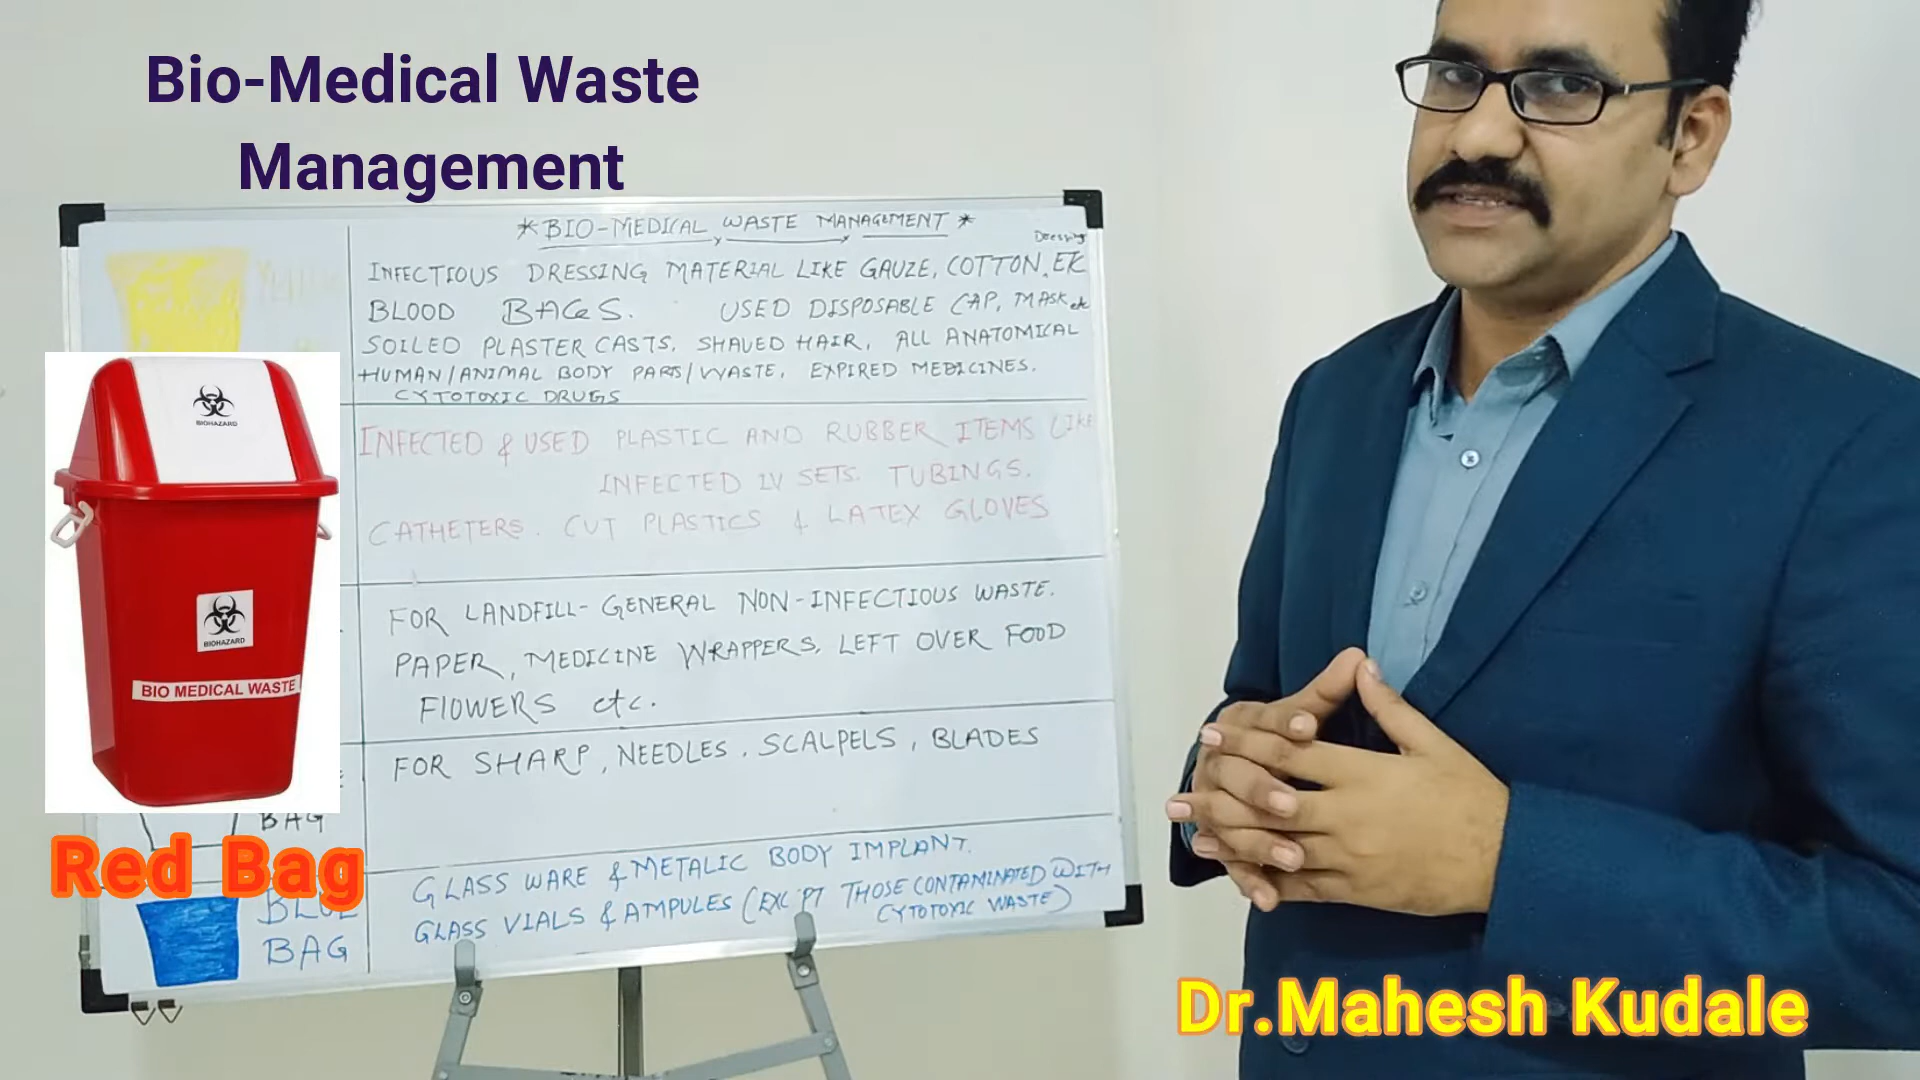 Bio-Medical Waste
Management
*BIO-MEDICAL WASTE MANAGEMENT*
Dressing
INFECTIOUS DRESSING MATERIAL LIKE GAUZE, COTTON, ETC
BLOOD BAGS. USED DISPOSABLE CAP, MASK etc
SOILED PLASTER CASTS, SHAVED HAIR, ALL ANATOMICAL
HUMAN/ANIMAL BODY PARTS/WASTE, EXPIRED MEDICINES.
CYTOTOXIC DRUGS
YELLOW
INFECTED & USED PLASTIC AND RUBBER ITEMS LIKE
INFECTED IV SETS. TUBINGS.
CATHETERS. CUT PLASTICS & LATEX GLOVES
BIOHAZARD
BIOHAZARD
BIO MEDICAL WASTE
FOR LANDFILL-GENERAL NON-INFECTIOUS WASTE.
PAPER, MEDICINE WRAPPERS, LEFT OVER FOOD
FlOWERS etc.
FOR SHARP, NEEDLES, SCALPELS, BLADES
BAG
Red Bag
BLUE
BAG
GLASS WARE & METALIC BODY IMPLANT.
GLASS VIALS & AMPULES (EXCEPT THOSE CONTAMINATED WITH
CYTOTOXIC WASTE)
Dr.Mahesh Kudale